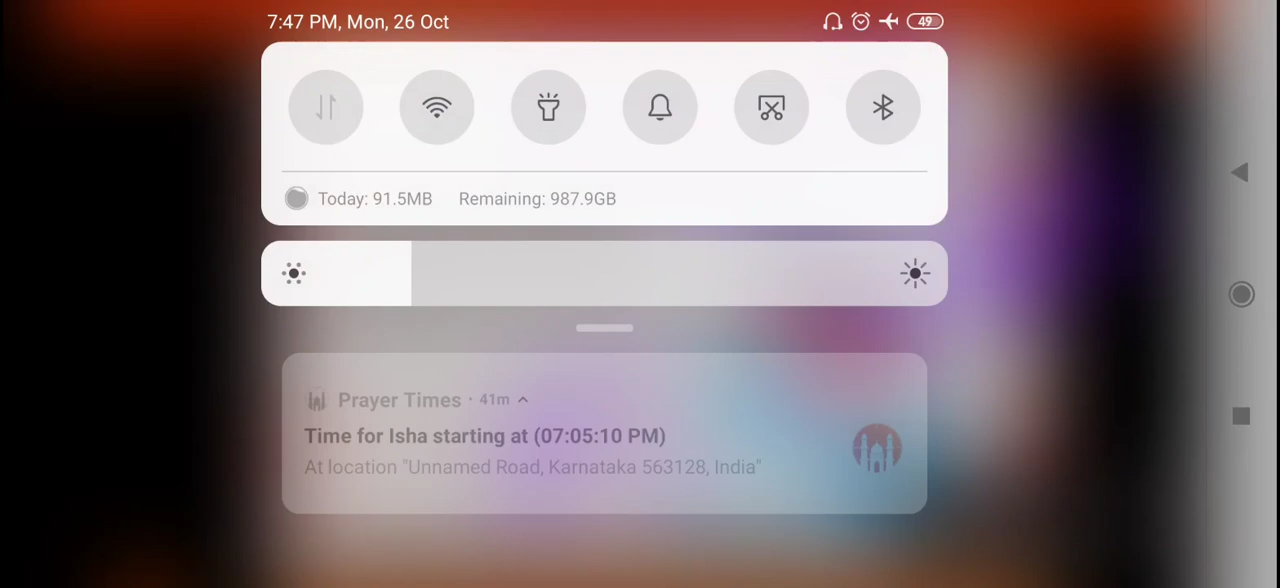 7:47 PM, Mon, 26 Oct
49
Today: 91.5MB Remaining: 987.9GB
Prayer Times · 41m
Time for Isha starting at (07:05:10 PM)
At location "Unnamed Road, Karnataka 563128, India"